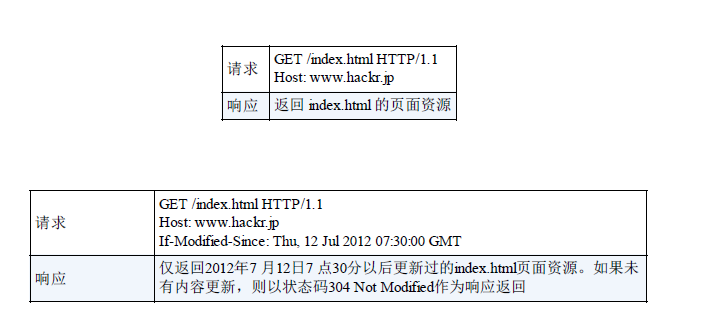 请求
GET /index.html HTTP/1.1
Host: www.hackr.jp
响应
返回 index.html 的页面资源
请求
GET /index.html HTTP/1.1
Host: www.hackr.jp
If-Modified-Since: Thu, 12 Jul 2012 07:30:00 GMT
响应
仅返回2012年7 月12日7 点30分以后更新过的index.html页面资源。如果未
有内容更新，则以状态码304 Not Modified作为响应返回